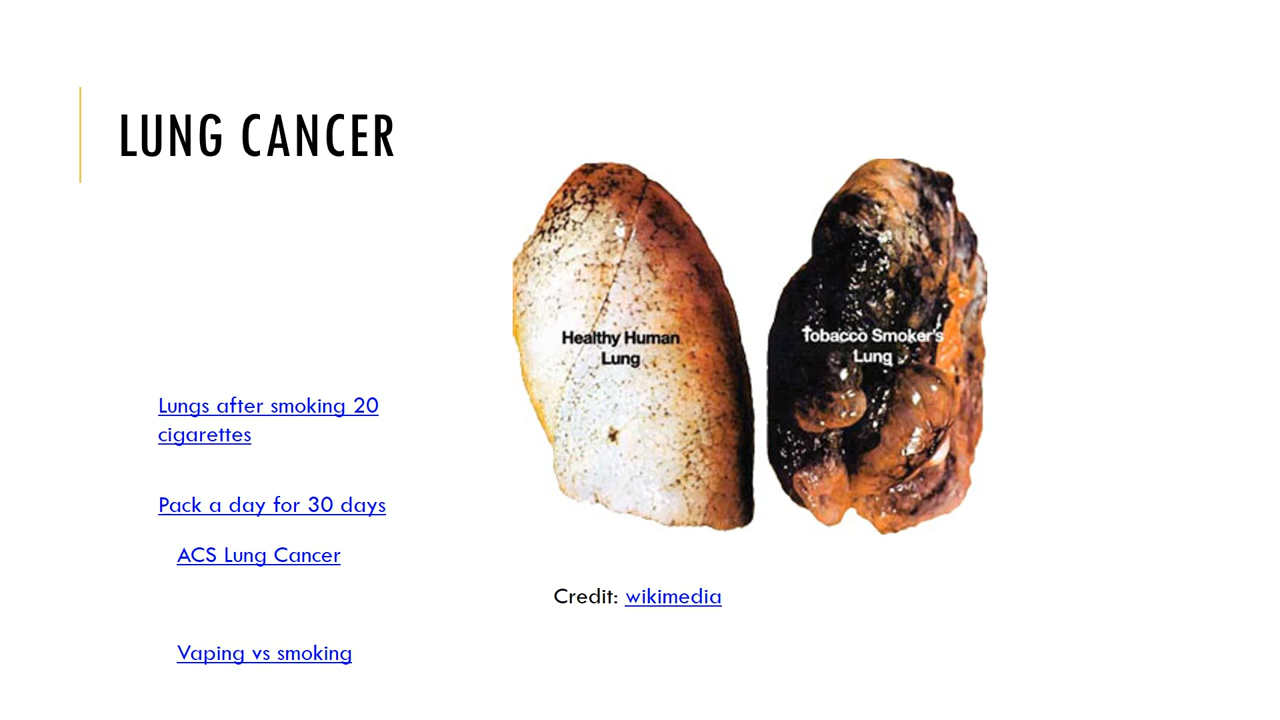 LUNG CANCER
Healthy Human
Lung
Tobacco Smoker's
Lung
Lungs after smoking 20
cigarettes
Pack a day for 30 days
ACS Lung Cancer
Vaping vs smoking
Credit: wikimedia